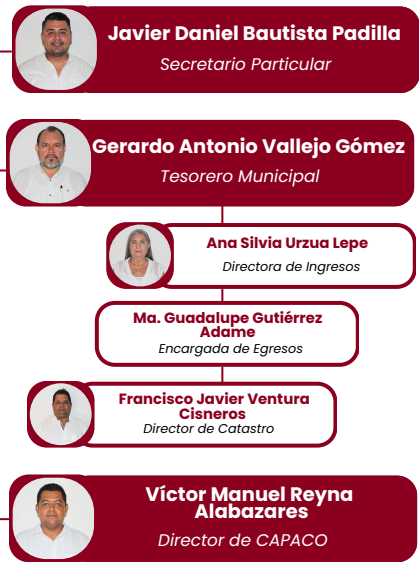 Javier Daniel Bautista Padilla
Secretario Particular
Gerardo Antonio Vallejo Gómez
Tesorero Municipal
Ana Silvia Urzua Lepe
Directora de Ingresos
Ma. Guadalupe Gutiérrez
Adame
Encargada de Egresos
Francisco Javier Ventura
Cisneros
Director de Catastro
Víctor Manuel Reyna
Alabazares
Director de CAPACO